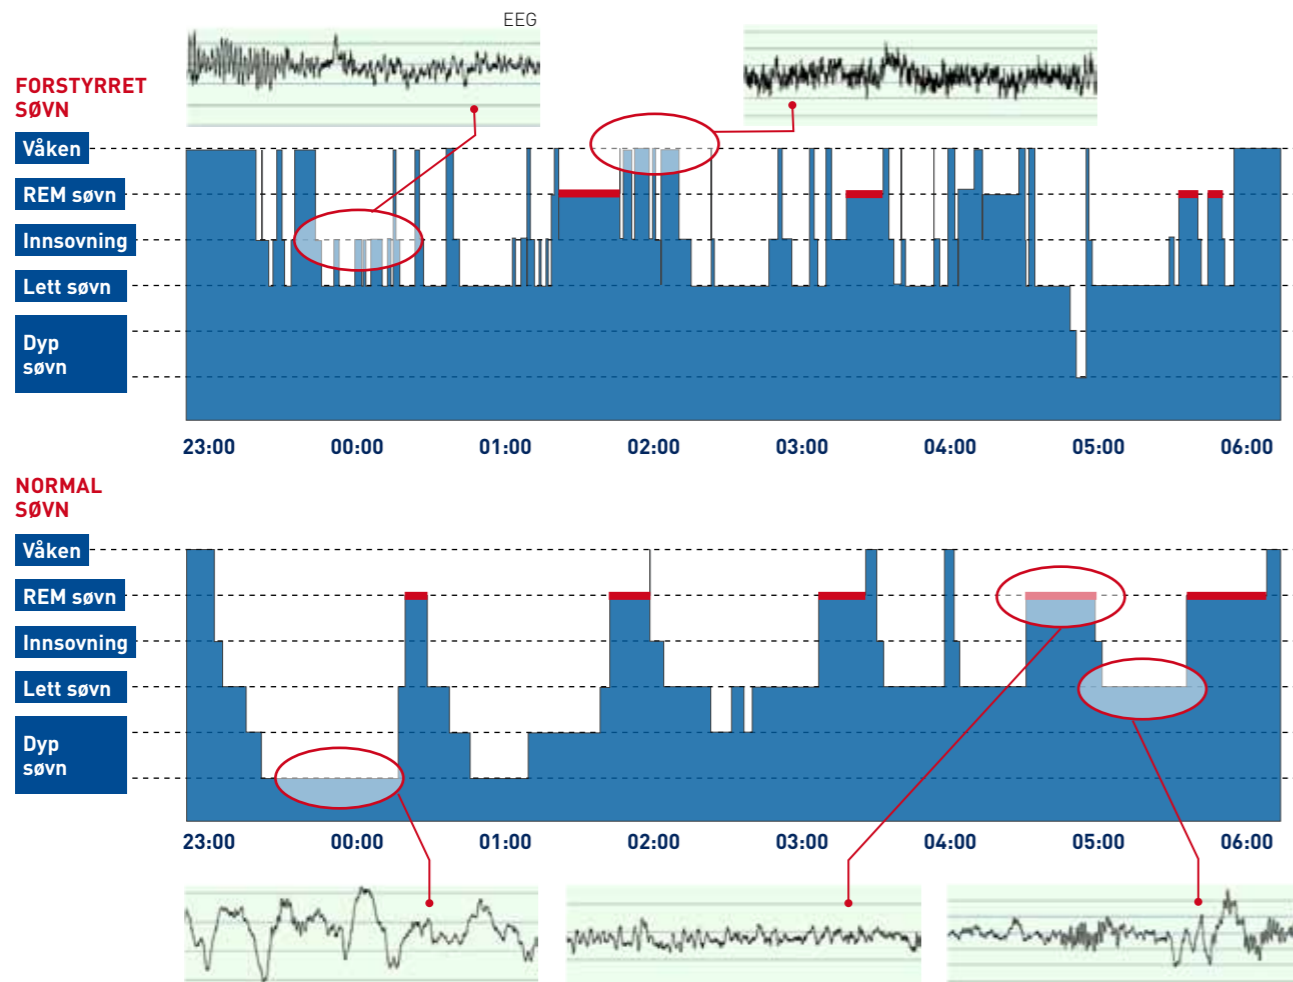 EEG
FORSTYRRET
SØVN
Våken
REM søvn
Innsovning
Lett søvn
Dyp
søvn
23:00 00:00 01:00 02:00 03:00 04:00 05:00 06:00
NORMAL
SØVN
Våken
REM søvn
Innsovning
Lett søvn
Dyp
søvn
23:00 00:00 01:00 02:00 03:00 04:00 05:00 06:00